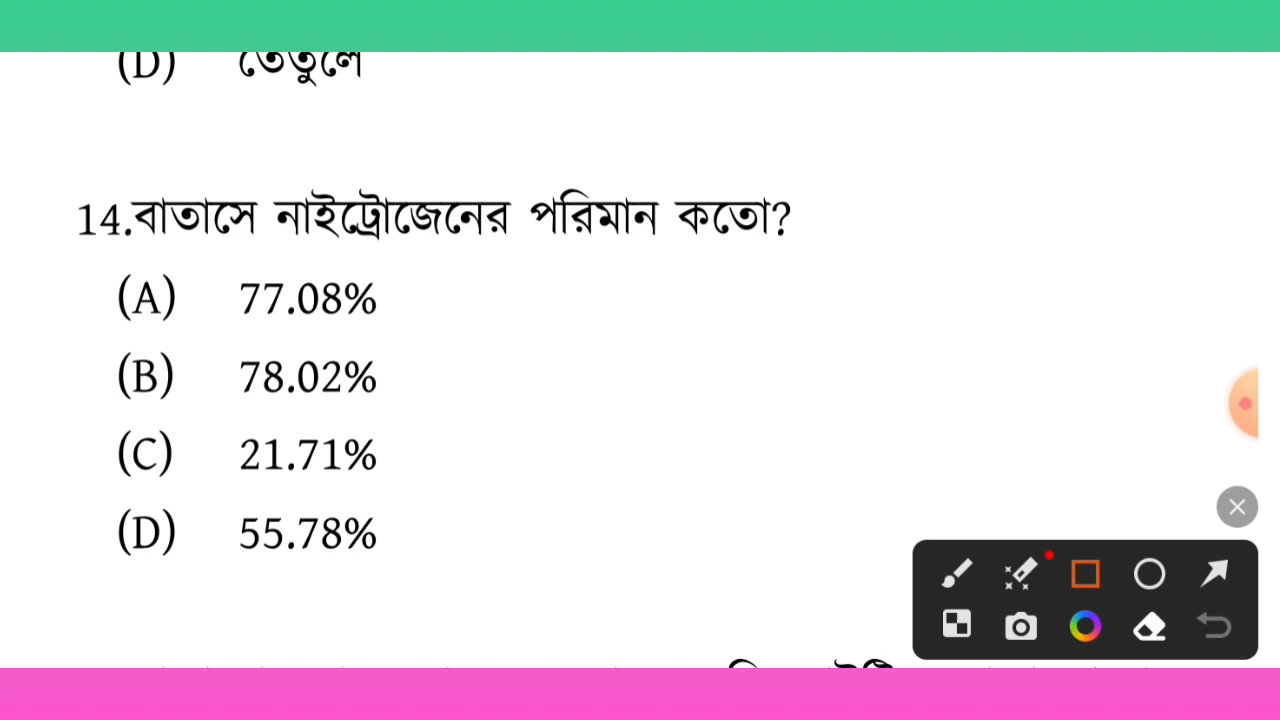 (D) তেতুলে
14.বাতাসে নাইট্রোজেনের পরিমান কতো?
(A) 77.08%
(B) 78.02%
(C) 21.71%
(D) 55.78%